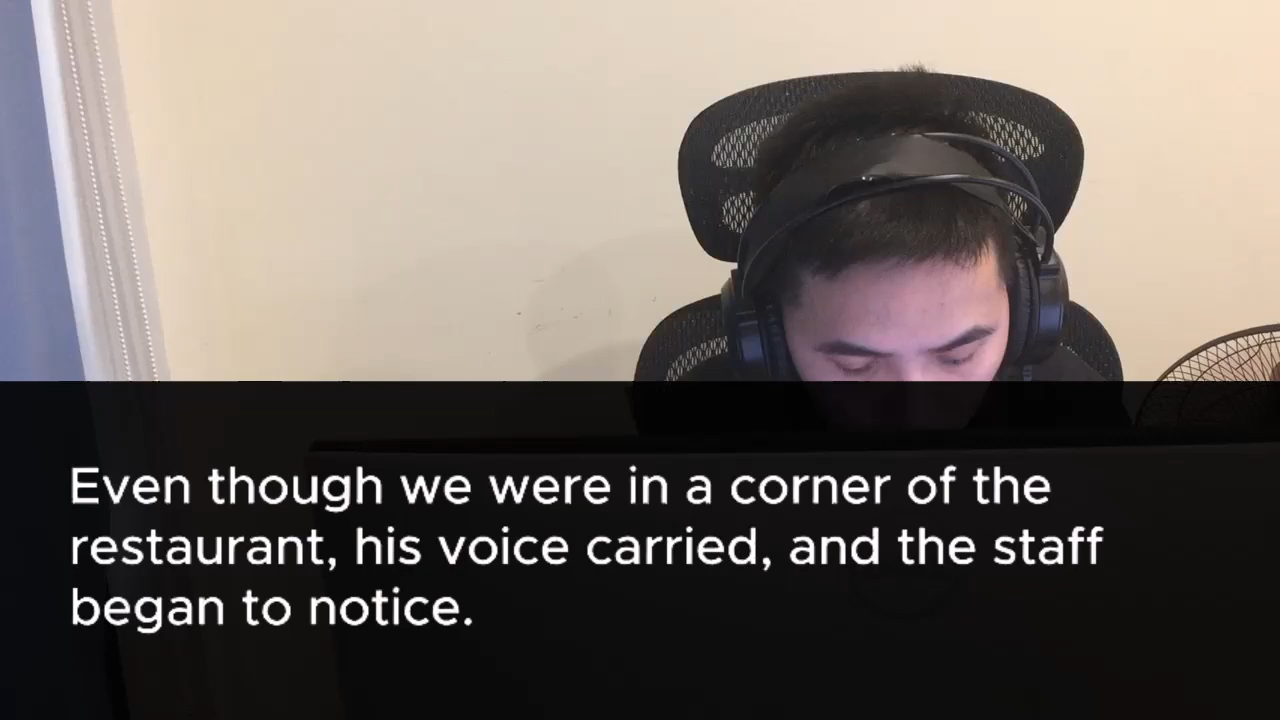 Even though we were in a corner of the
restaurant, his voice carried, and the staff
began to notice.